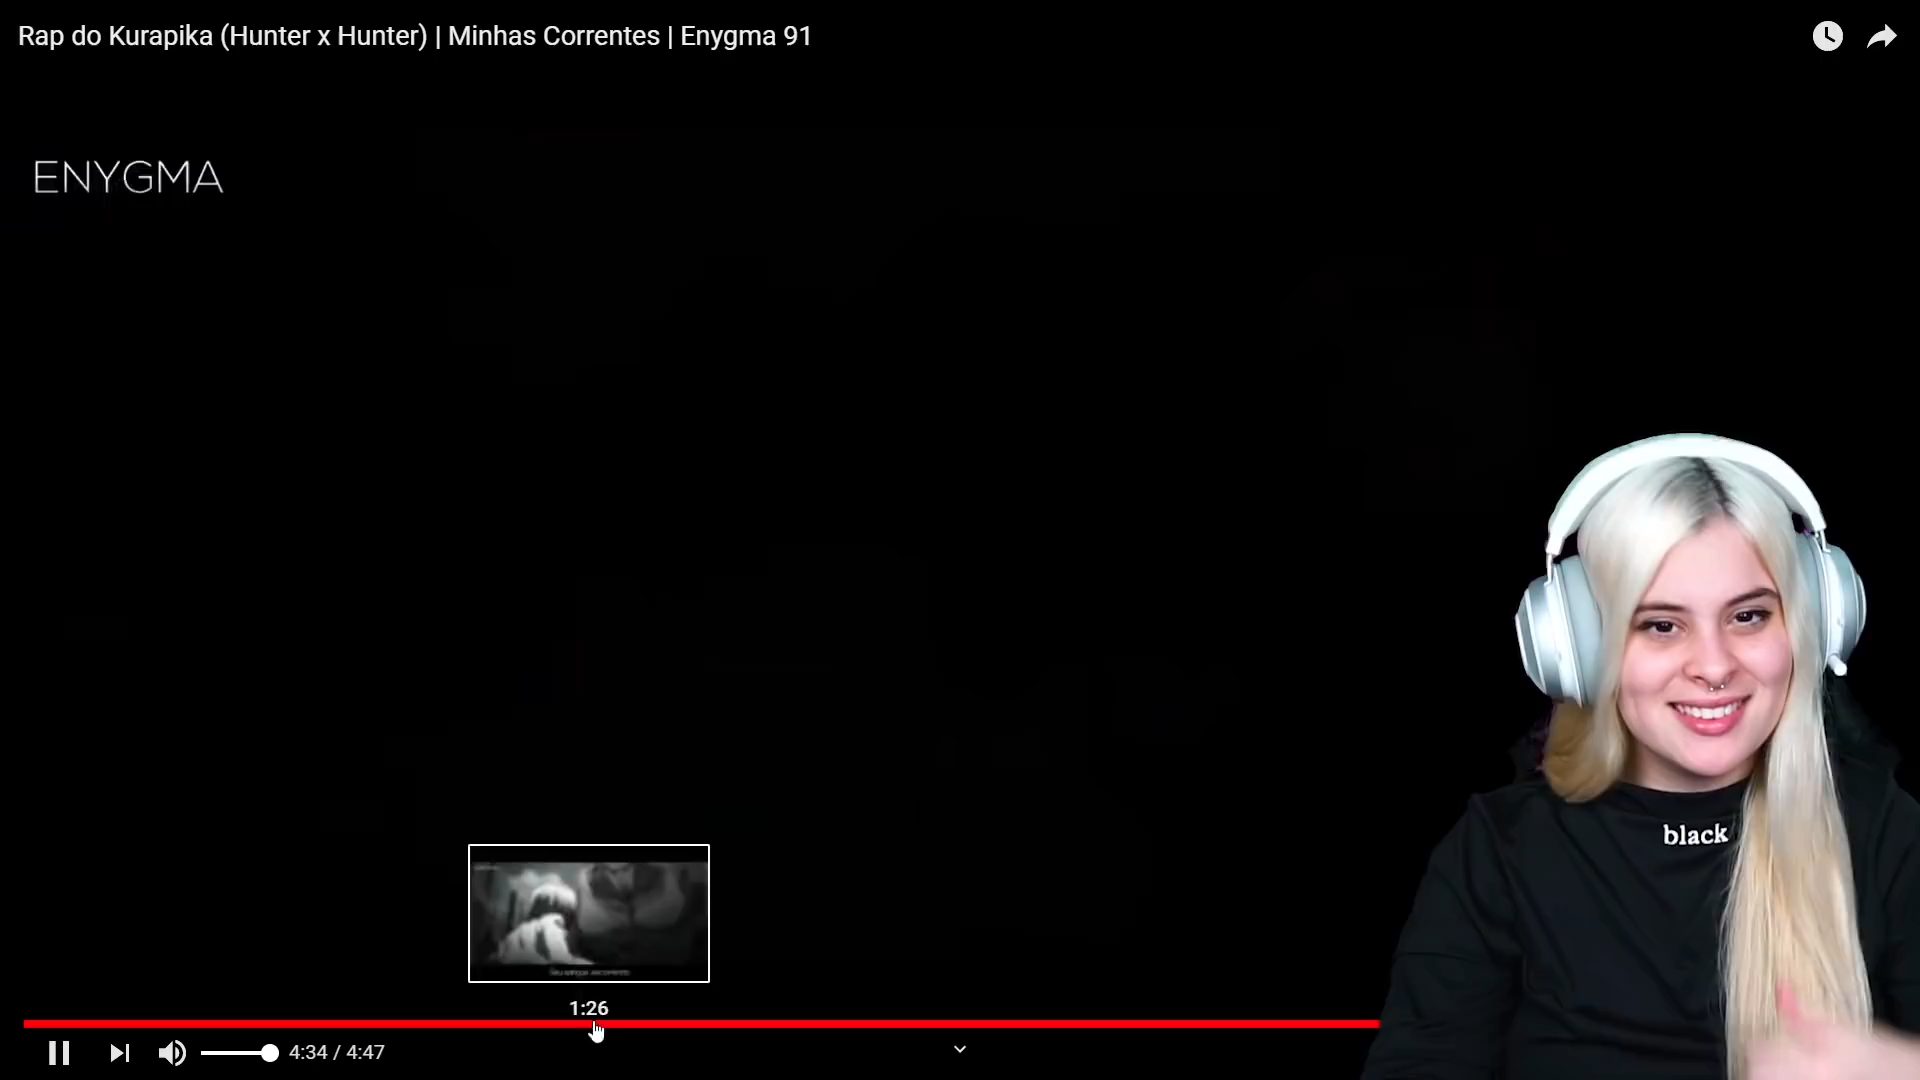 Rap do Kurapika (Hunter x Hunter) | Minhas Correntes | Enygma 91
ENYGMA
black
1:26
4:34 / 4:47